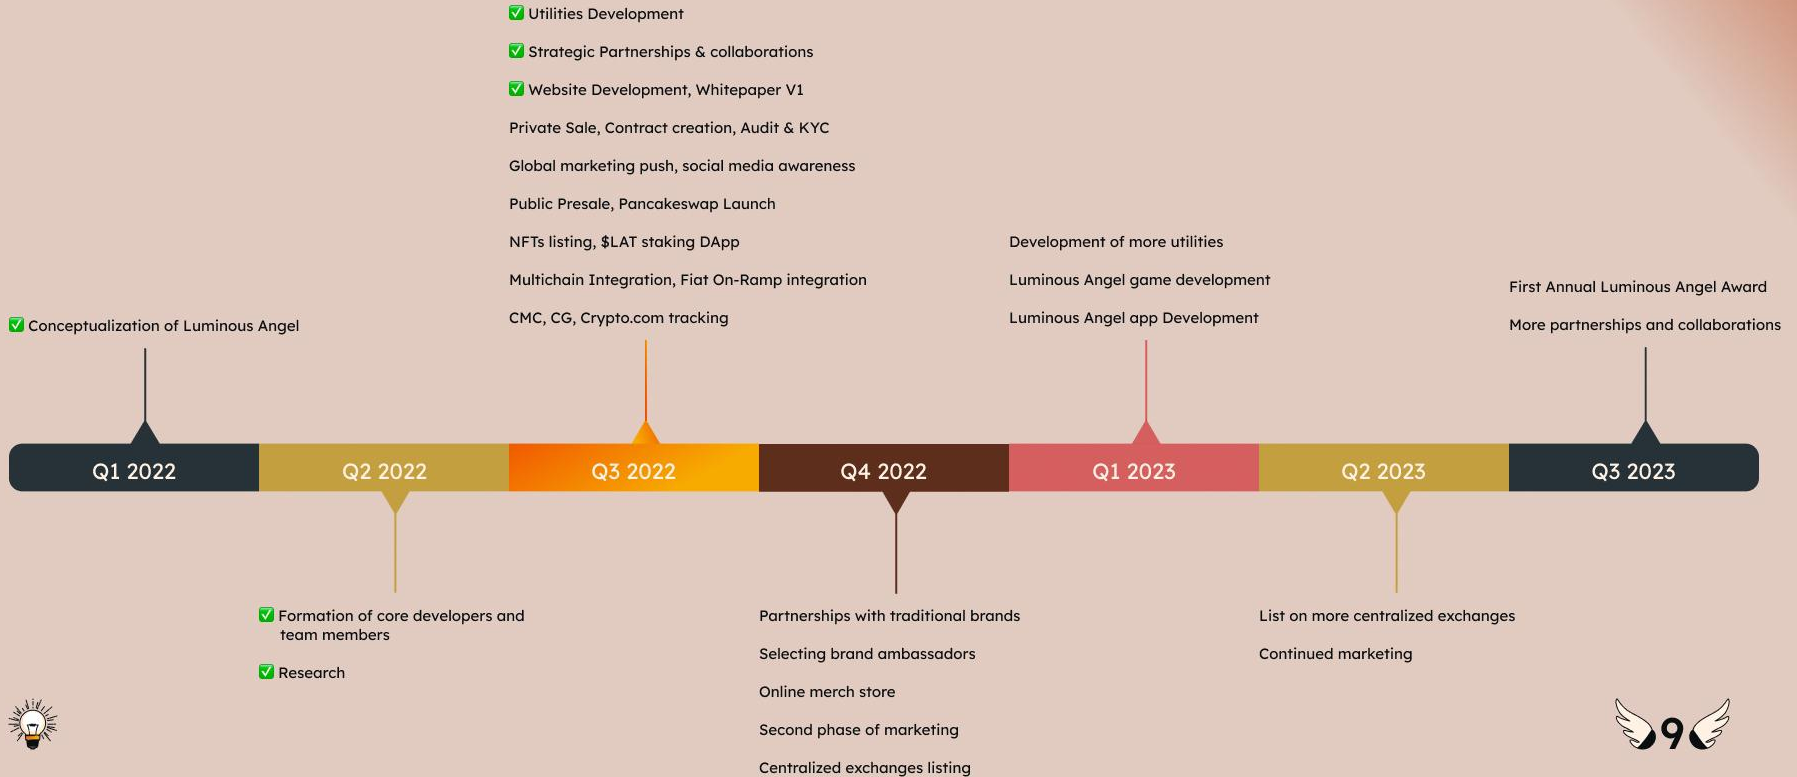 ✅ Utilities Development
✅ Strategic Partnerships & collaborations
✅ Website Development, Whitepaper V1
Private Sale, Contract creation, Audit & KYC
Global marketing push, social media awareness
Public Presale, Pancakeswap Launch
NFTs listing, $LAT staking DApp
Multichain Integration, Fiat On-Ramp integration
CMC, CG, Crypto.com tracking
Development of more utilities
Luminous Angel game development
Luminous Angel app Development
First Annual Luminous Angel Award
More partnerships and collaborations
✅ Conceptualization of Luminous Angel
Q1 2022
Q2 2022
Q3 2022
Q4 2022
Q1 2023
Q2 2023
Q3 2023
✅ Formation of core developers and
team members
✅ Research
Partnerships with traditional brands
Selecting brand ambassadors
Online merch store
Second phase of marketing
Centralized exchanges listing
List on more centralized exchanges
Continued marketing
9